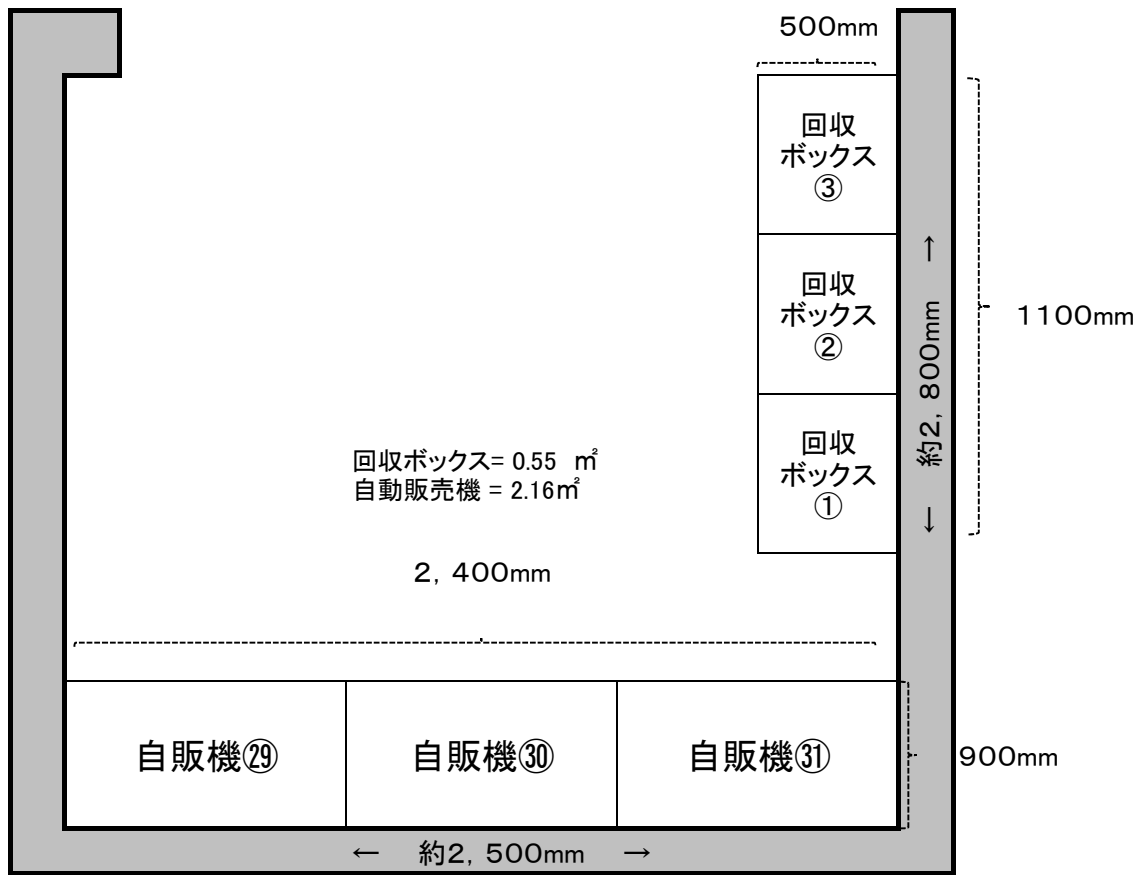 500mm
回収
ボックス
③
回収
ボックス
②
回収
ボックス
①
← 約2,800mm →
1100mm
回収ボックス= 0.55 ㎡
自動販売機 = 2.16㎡
2,400mm
自販機㉙
自販機㉚
自販機㉛
900mm
← 約2,500mm →